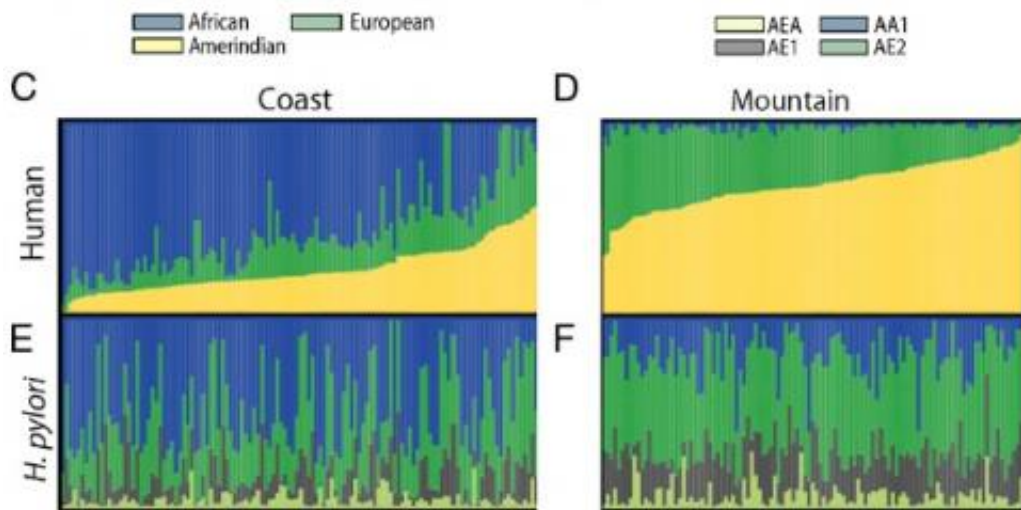 African European
Amerindian
AEA AA1
AE1 AE2
C Coast D Mountain
Human
E F
H. pylori